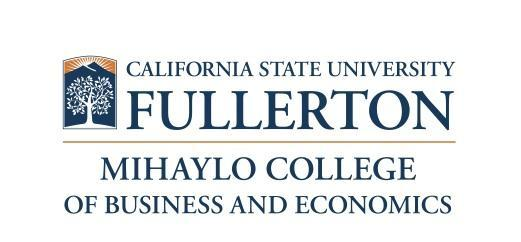 CALIFORNIA STATE UNIVERSITY
FULLERTON
MIHAYLO COLLEGE
OF BUSINESS AND ECONOMICS